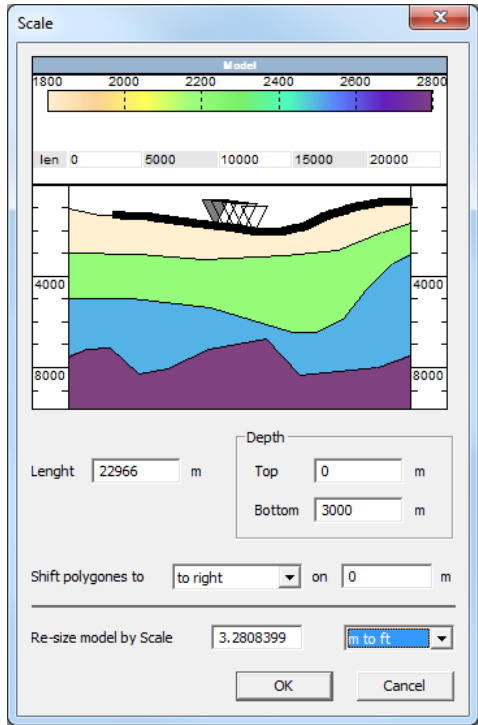 Scale
Model
1800 2000 2200 2400 2600 2800
len 0 5000 10000 15000 20000
4000 4000
8000 8000
Depth
Lenght 22966 m Top 0 m
Bottom 3000 m
Shift polygones to to right on 0 m
Re-size model by Scale 3.2808399 m to ft
OK Cancel